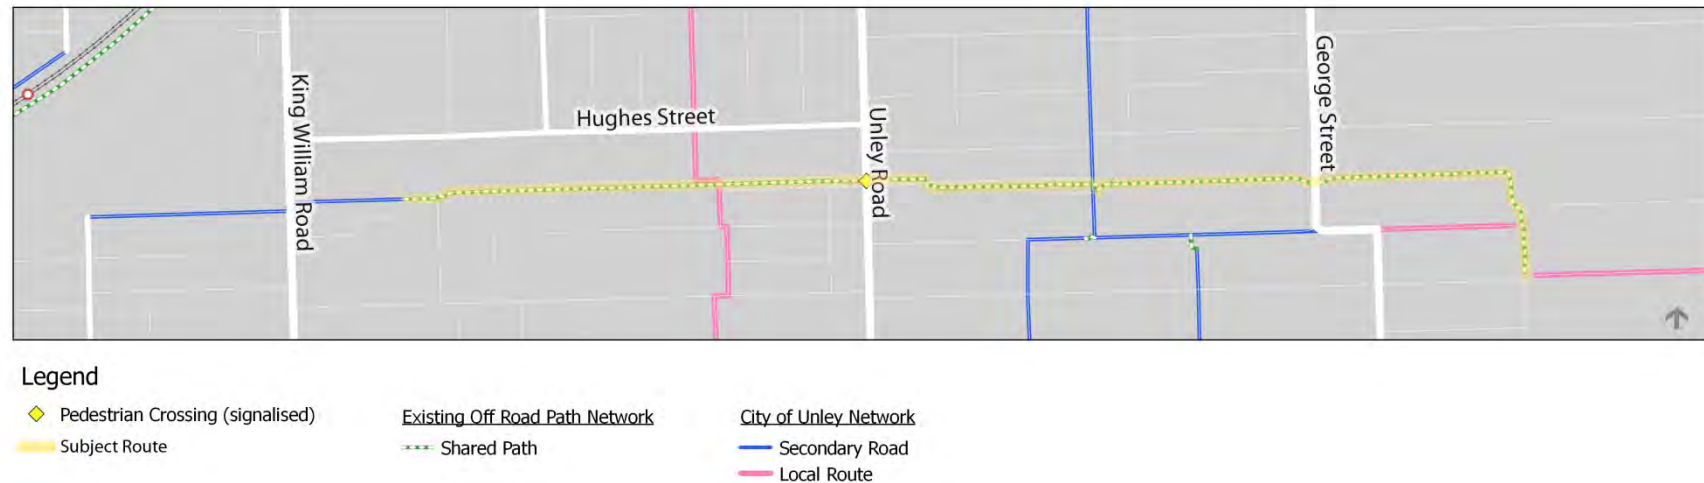 King William Road
Hughes Street
Unley Road
George Street
Legend
Pedestrian Crossing (signalised)
Subject Route
Existing Off Road Path Network
Shared Path
City of Unley Network
Secondary Road
Local Route